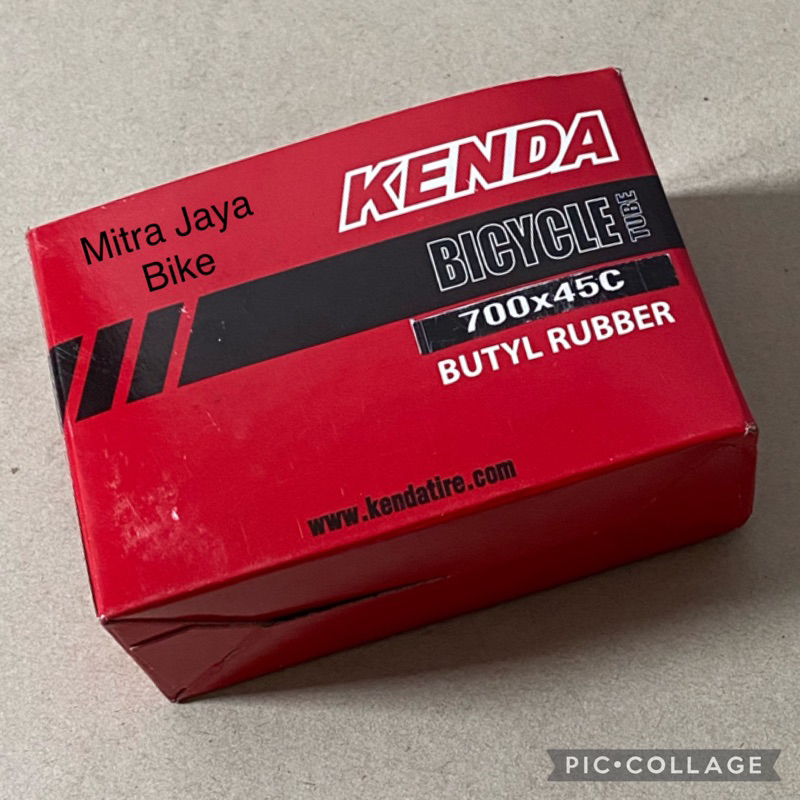 KENDA
Mitra Jaya
Bike
BICYCLE TUBE
700x45C
BUTYL RUBBER
www.kendatire.com
PIC•COLLAGE